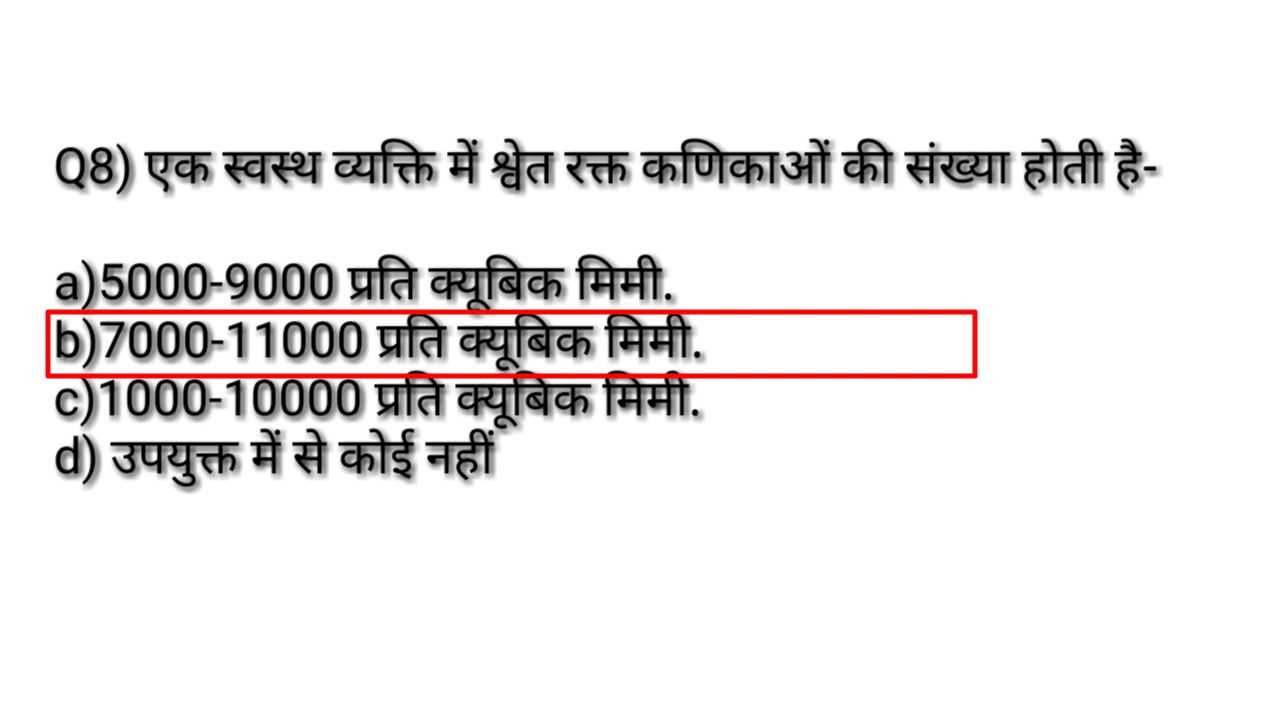 Q8) एक स्वस्थ व्यक्ति में श्वेत रक्त कणिकाओं की संख्या होती है-
a)5000-9000 प्रति क्यूबिक मिमी.
b)7000-11000 प्रति क्यूबिक मिमी.
c)1000-10000 प्रति क्यूबिक मिमी.
d) उपयुक्त में से कोई नहीं